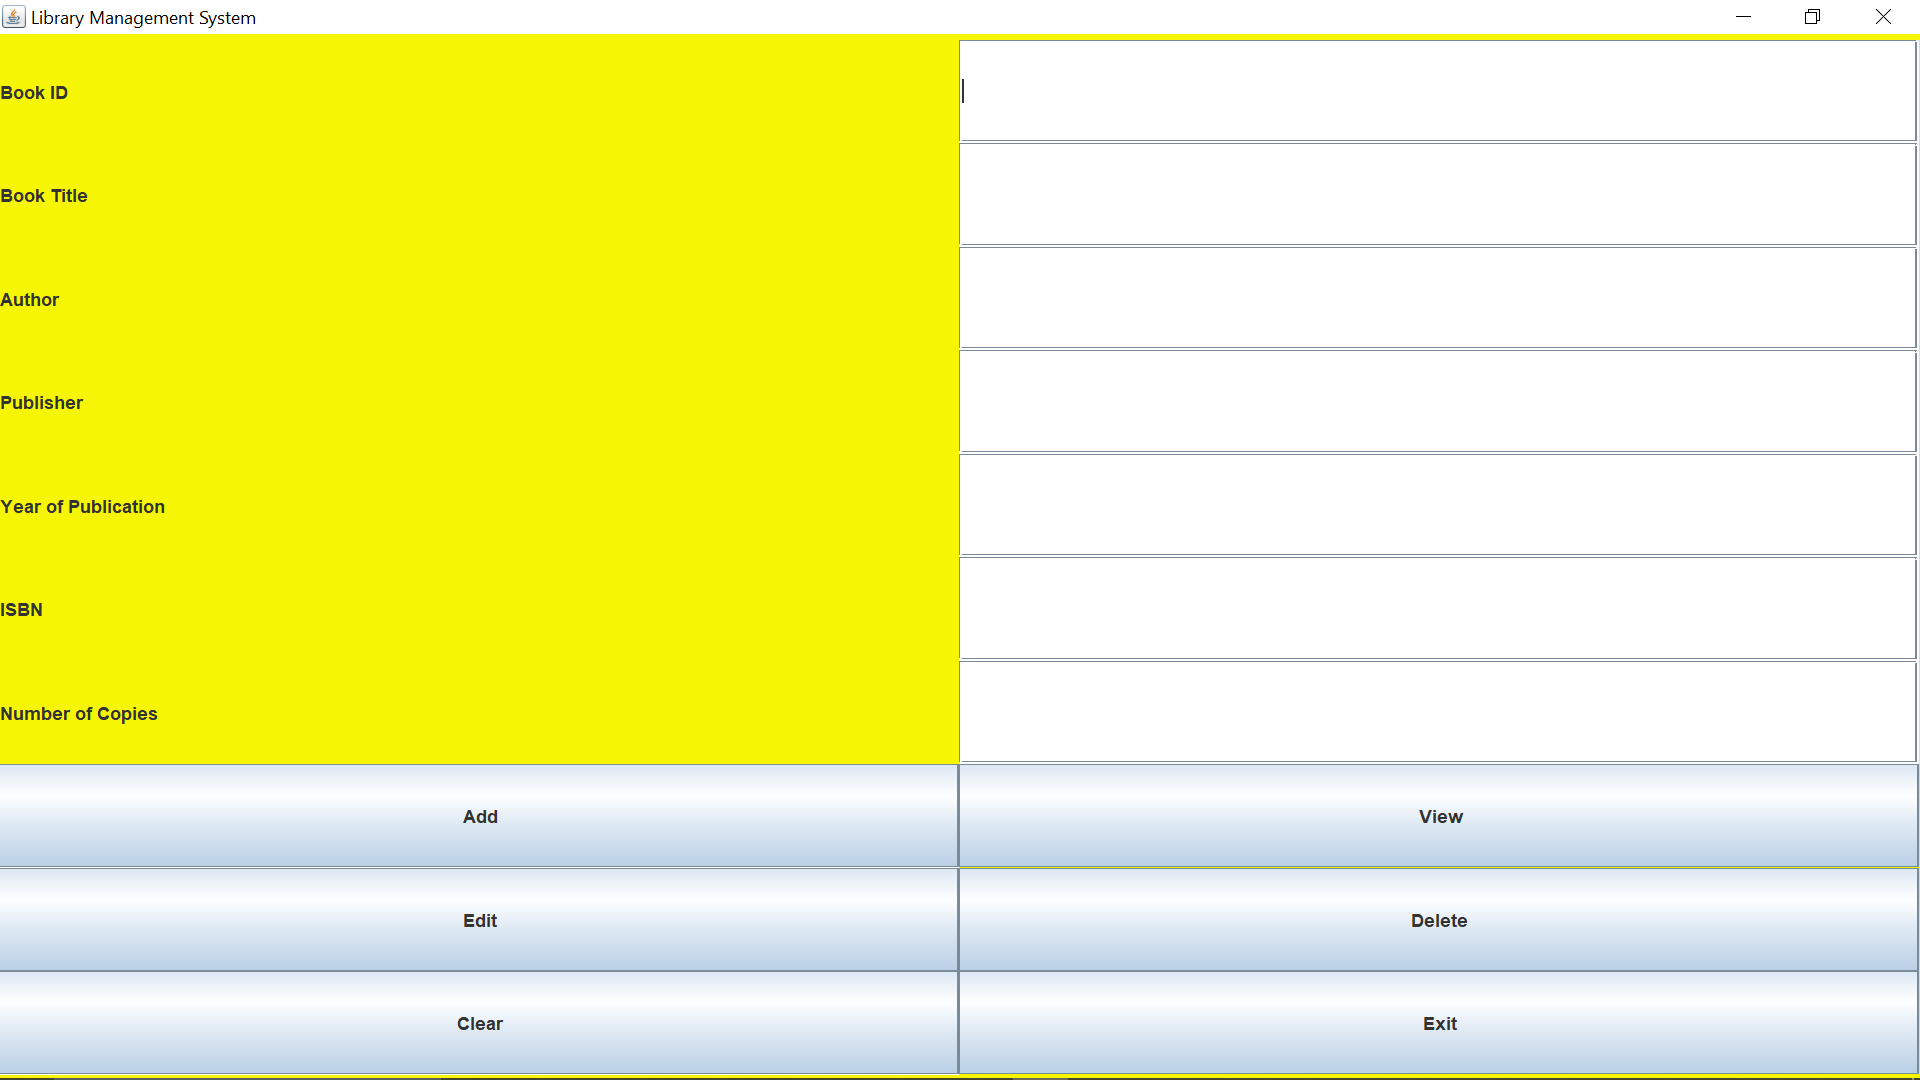 Library Management System
Book ID
Book Title
Author
Publisher
Year of Publication
ISBN
Number of Copies
Add
View
Edit
Delete
Clear
Exit